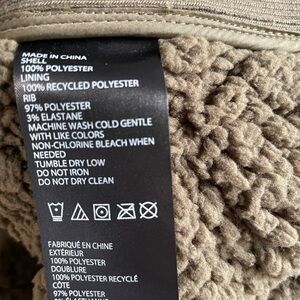 MADE IN CHINA
SHELL
100% POLYESTER
LINING
100% RECYCLED POLYESTER
RIB
97% POLYESTER
3% ELASTANE
MACHINE WASH COLD GENTLE
WITH LIKE COLORS
NON-CHLORINE BLEACH WHEN
NEEDED
TUMBLE DRY LOW
DO NOT IRON
DO NOT DRY CLEAN
FABRIQUÉ EN CHINE
EXTÉRIEUR
100% POLYESTER
DOUBLURE
100% POLYESTER RECYCLÉ
CÔTE
97% POLYESTER
3% ÉLASTHANNE